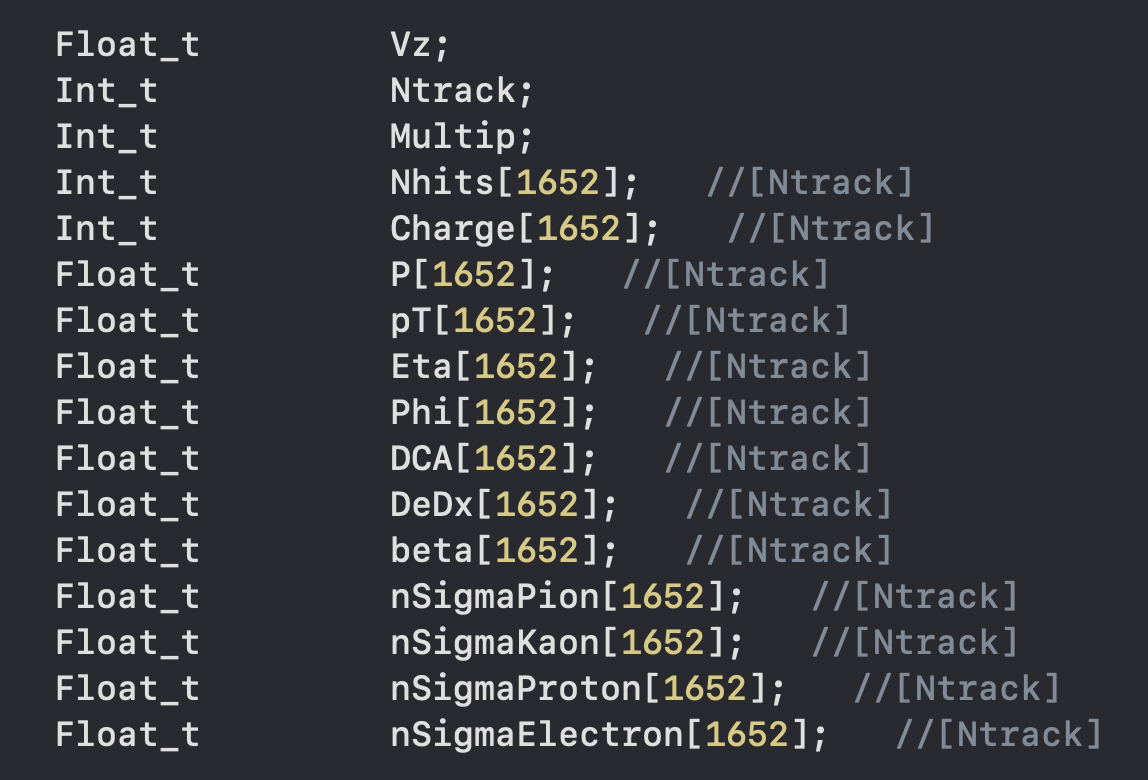 Float_t Vz;
Int_t Ntrack;
Int_t Multip;
Int_t Nhits[1652]; //[Ntrack]
Int_t Charge[1652]; //[Ntrack]
Float_t P[1652]; //[Ntrack]
Float_t pT[1652]; //[Ntrack]
Float_t Eta[1652]; //[Ntrack]
Float_t Phi[1652]; //[Ntrack]
Float_t DCA[1652]; //[Ntrack]
Float_t DeDx[1652]; //[Ntrack]
Float_t beta[1652]; //[Ntrack]
Float_t nSigmaPion[1652]; //[Ntrack]
Float_t nSigmaKaon[1652]; //[Ntrack]
Float_t nSigmaProton[1652]; //[Ntrack]
Float_t nSigmaElectron[1652]; //[Ntrack]